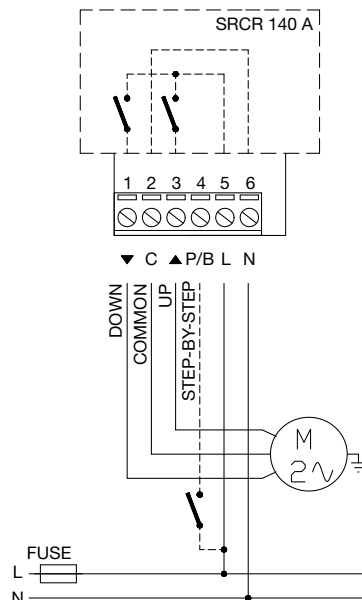 SRCR 140 A
1 2 3 4 5 6
▼ C ▲ P/B L N
DOWN
COMMON
UP
STEP-BY-STEP
M
2∿
FUSE
L
N